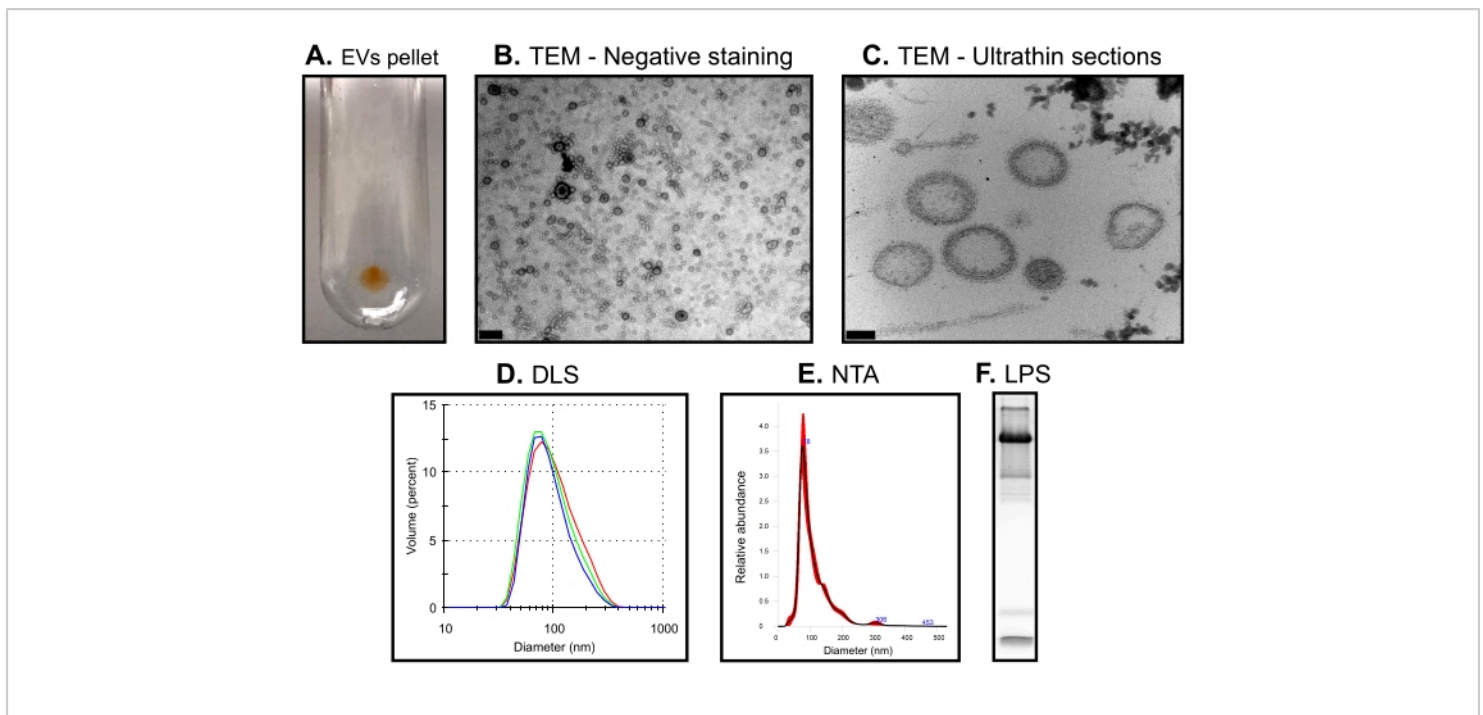 A. EVs pellet
B. TEM - Negative staining
C. TEM - Ultrathin sections
D. DLS
E. NTA
F. LPS
15
10
5
0
Volume (percent)
10 100 1000
Diameter (nm)
4.0
3.5
3.0
2.5
2.0
1.5
1.0
0.5
0
Relative abundance
306 453
0 100 200 300 400 500
Diameter (nm)